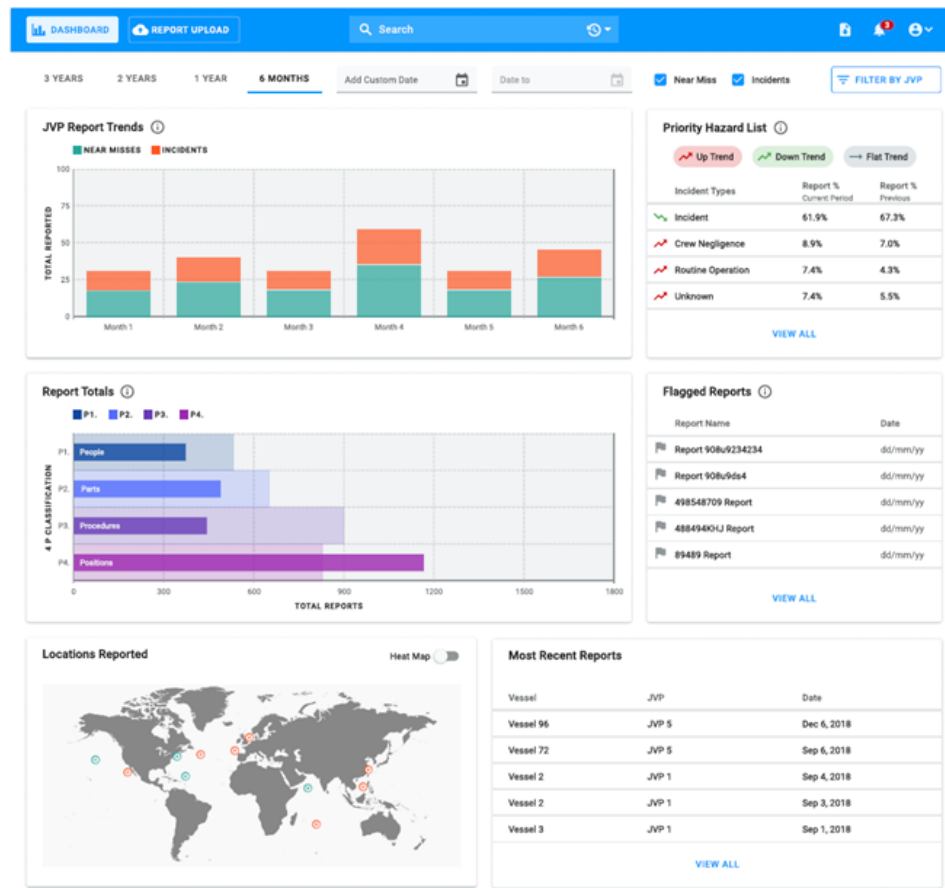 DASHBOARD REPORT UPLOAD Search 3
3 YEARS 2 YEARS 1 YEAR 6 MONTHS Add Custom Date Date to Near Miss Incidents FILTER BY JVP
JVP Report Trends
NEAR MISSES INCIDENTS
TOTAL REPORTED
100
75
50
25
0
Month 1 Month 2 Month 3 Month 4 Month 5 Month 6
Priority Hazard List
Up Trend Down Trend Flat Trend
Incident Types Report % Current Period Report % Previous
Incident 61.9% 67.3%
Crew Negligence 8.9% 7.0%
Routine Operation 7.4% 4.3%
Unknown 7.4% 5.5%
VIEW ALL
Report Totals
P1. P2. P3. P4.
4 P CLASSIFICATION
P1. People
P2. Parts
P3. Procedures
P4. Positions
0 300 600 900 1200 1500 1800
TOTAL REPORTS
Flagged Reports
Report Name Date
Report 908u9234234 dd/mm/yy
Report 908u9ds4 dd/mm/yy
498548709 Report dd/mm/yy
488494KHJ Report dd/mm/yy
89489 Report dd/mm/yy
VIEW ALL
Locations Reported Heat Map
Most Recent Reports
Vessel JVP Date
Vessel 96 JVP 5 Dec 6, 2018
Vessel 72 JVP 5 Sep 6, 2018
Vessel 2 JVP 1 Sep 4, 2018
Vessel 2 JVP 1 Sep 3, 2018
Vessel 3 JVP 1 Sep 1, 2018
VIEW ALL